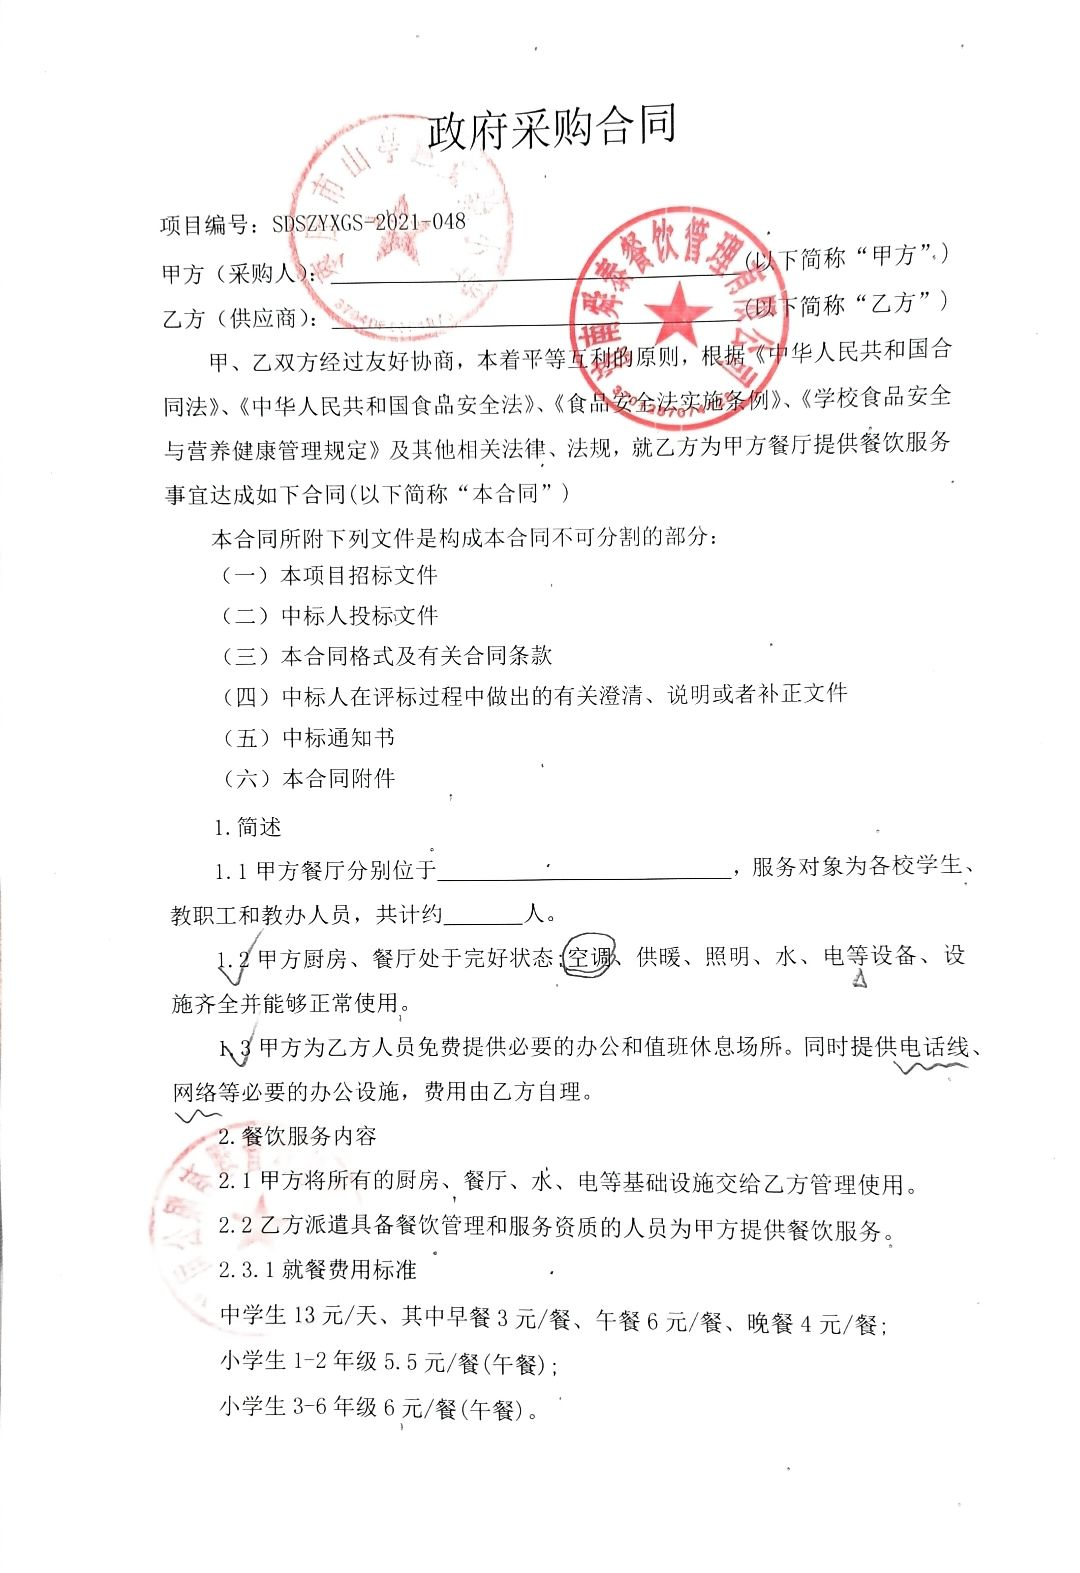 政府采购合同
项目编号：SDSZYXGS-2021-048
甲方（采购人）：（以下简称“甲方”）
乙方（供应商）：（以下简称“乙方”）
甲、乙双方经过友好协商，本着平等互利的原则，根据《中华人民共和国合
同法》、《中华人民共和国食品安全法》、《食品安全法实施条例》、《学校食品安全
与营养健康管理规定》及其他相关法律、法规，就乙方为甲方餐厅提供餐饮服务
事宜达成如下合同(以下简称“本合同”)
本合同所附下列文件是构成本合同不可分割的部分：
（一）本项目招标文件
（二）中标人投标文件
（三）本合同格式及有关合同条款
（四）中标人在评标过程中做出的有关澄清、说明或者补正文件
（五）中标通知书
（六）本合同附件
1.简述
1.1甲方餐厅分别位于，服务对象为各校学生、
教职工和教办人员，共计约人。
1.2甲方厨房、餐厅处于完好状态；空调、供暖、照明、水、电等设备、设
施齐全并能够正常使用。
1.3甲方为乙方人员免费提供必要的办公和值班休息场所。同时提供电话线、
网络等必要的办公设施，费用由乙方自理。
2.餐饮服务内容
2.1甲方将所有的厨房、餐厅、水、电等基础设施交给乙方管理使用。
2.2乙方派遣具备餐饮管理和服务资质的人员为甲方提供餐饮服务。
2.3.1就餐费用标准
中学生13元/天、其中早餐3元/餐、午餐6元/餐、晚餐4元/餐;
小学生1-2年级5.5元/餐(午餐);
小学生3-6年级6元/餐(午餐)。
泰餐饮管理有限公司